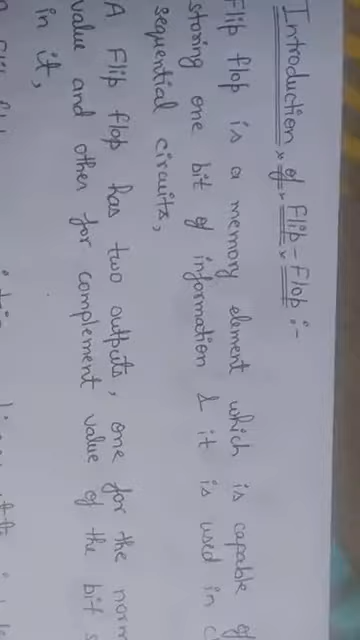 Introduction of Flip-Flop :-
Flip flop is a memory element which is capable of
storing one bit of information & it is used in
sequential circuits,
A Flip flop has two outputs, one for the norm
value and other for complement value of the bit s
in it,